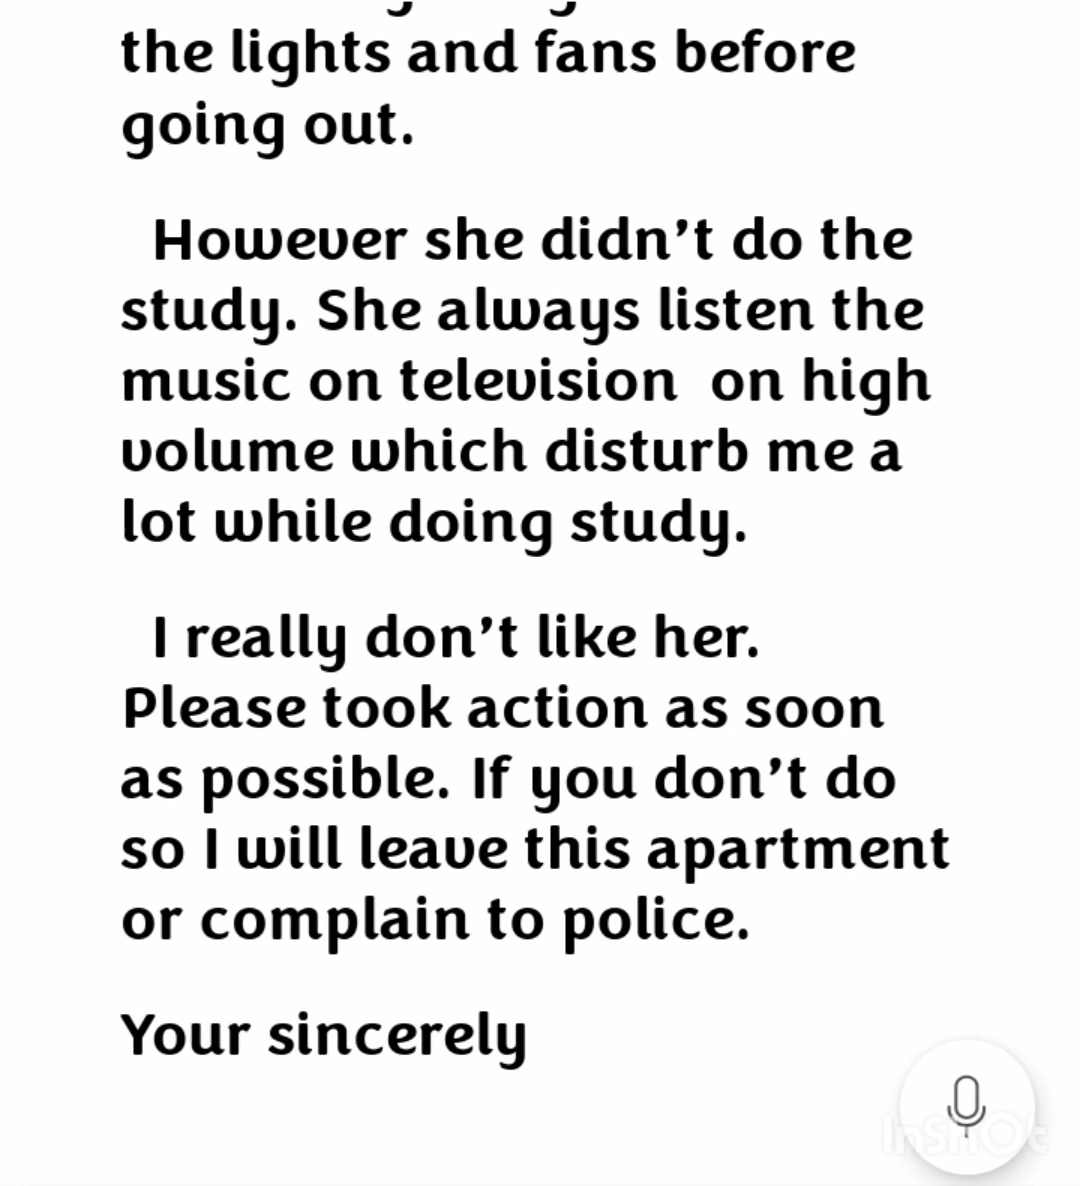 the lights and fans before
going out.
However she didn't do the
study. She always listen the
music on television on high
volume which disturb me a
lot while doing study.
I really don't like her.
Please took action as soon
as possible. If you don't do
so I will leave this apartment
or complain to police.
Your sincerely
InShOt